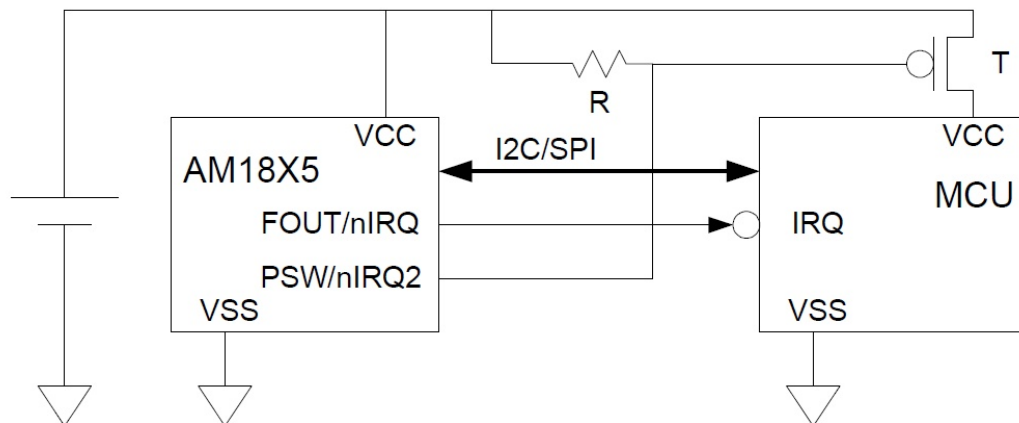 T
R
VCC
I2C/SPI
VCC
AM18X5
MCU
FOUT/nIRQ
IRQ
PSW/nIRQ2
VSS
VSS